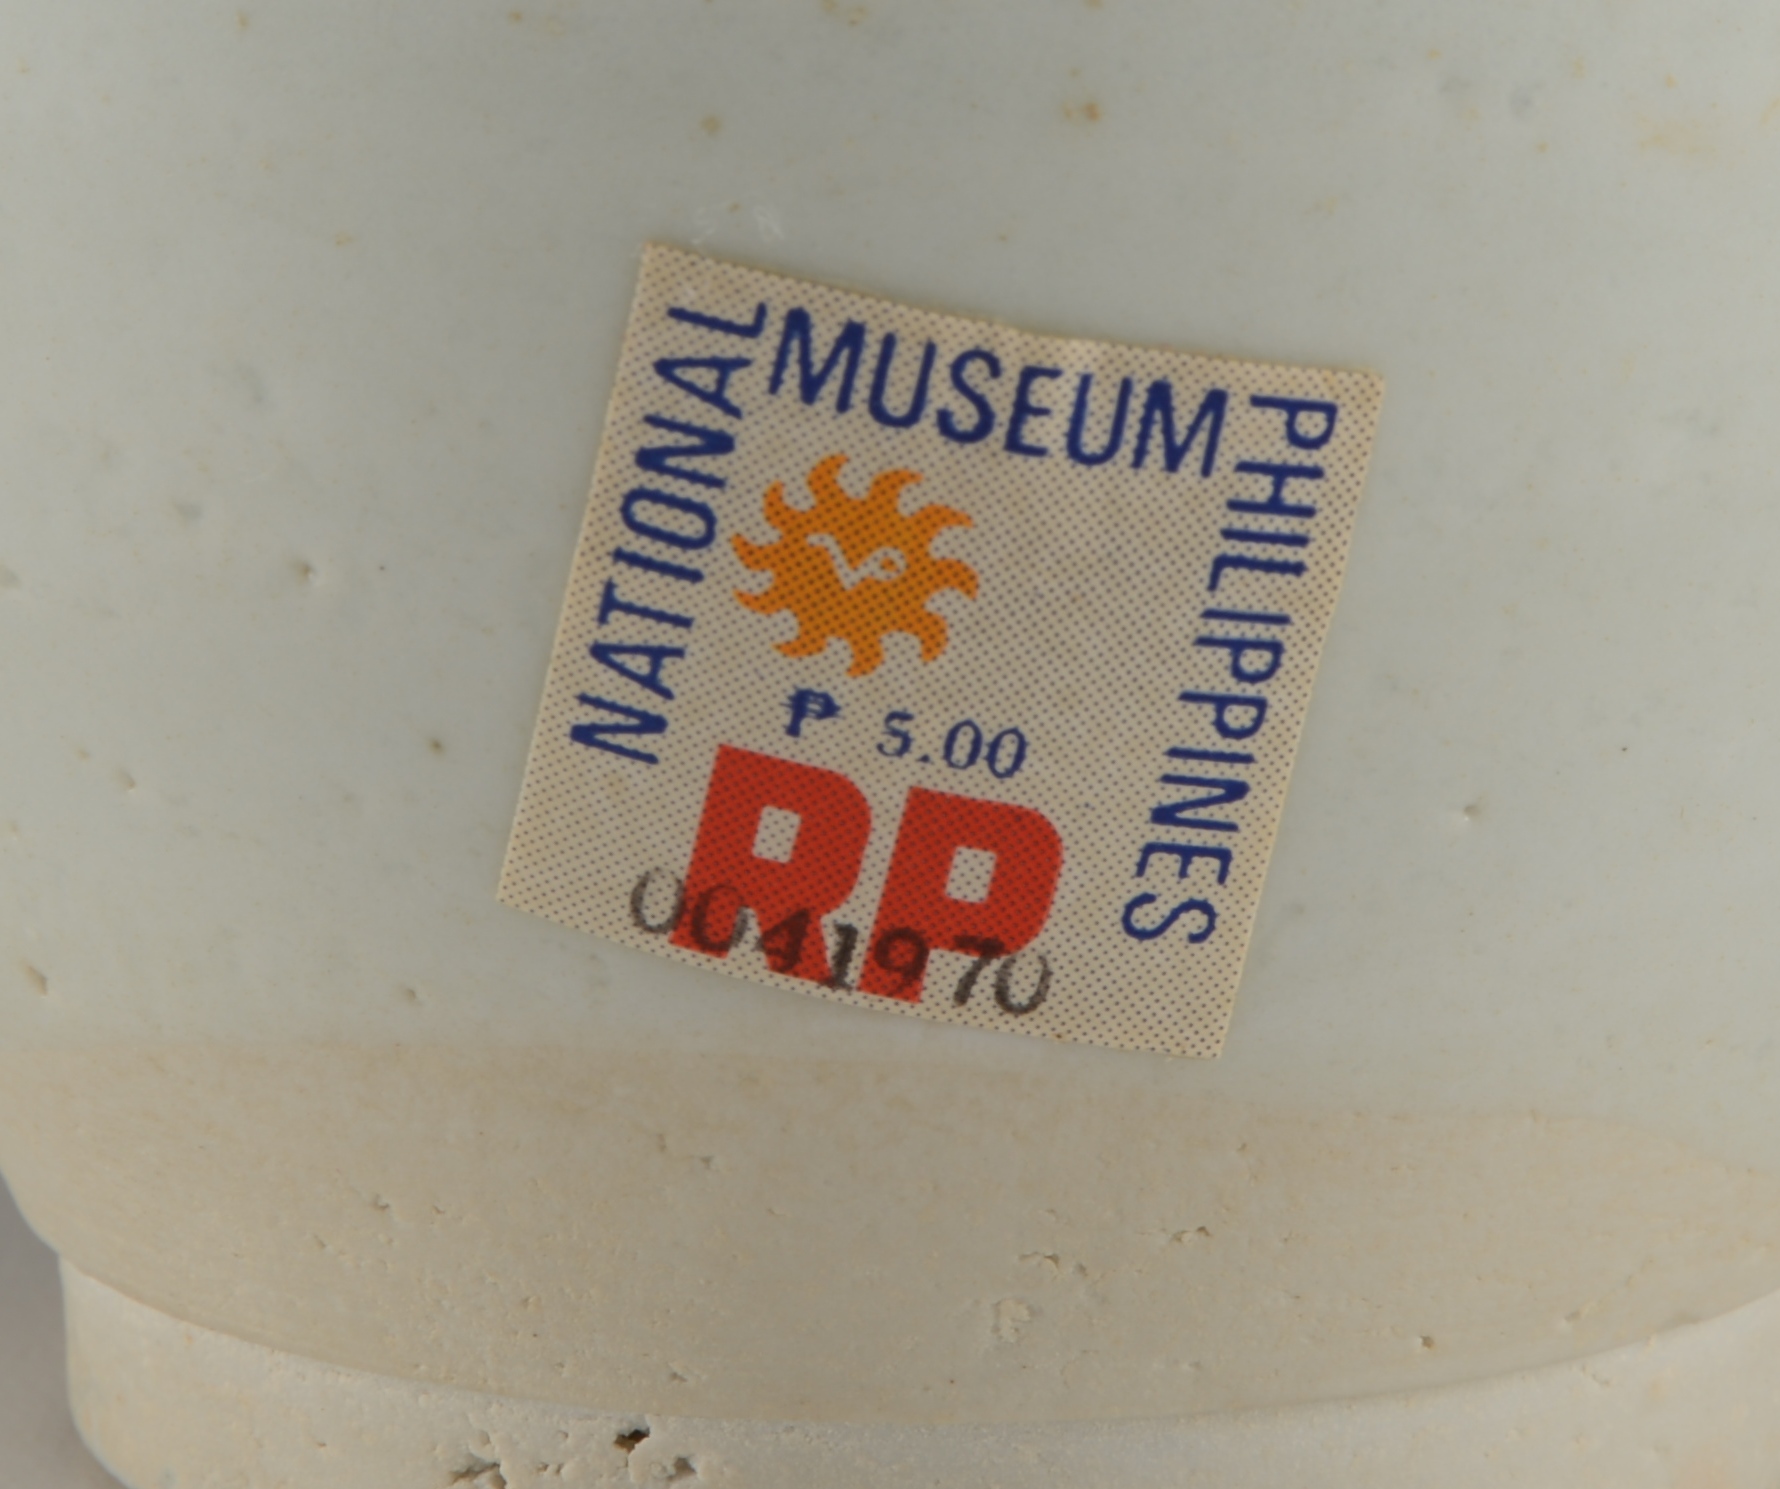 NATIONAL
MUSEUM
PHILIPPINES
₱ 5.00
RP
0041970